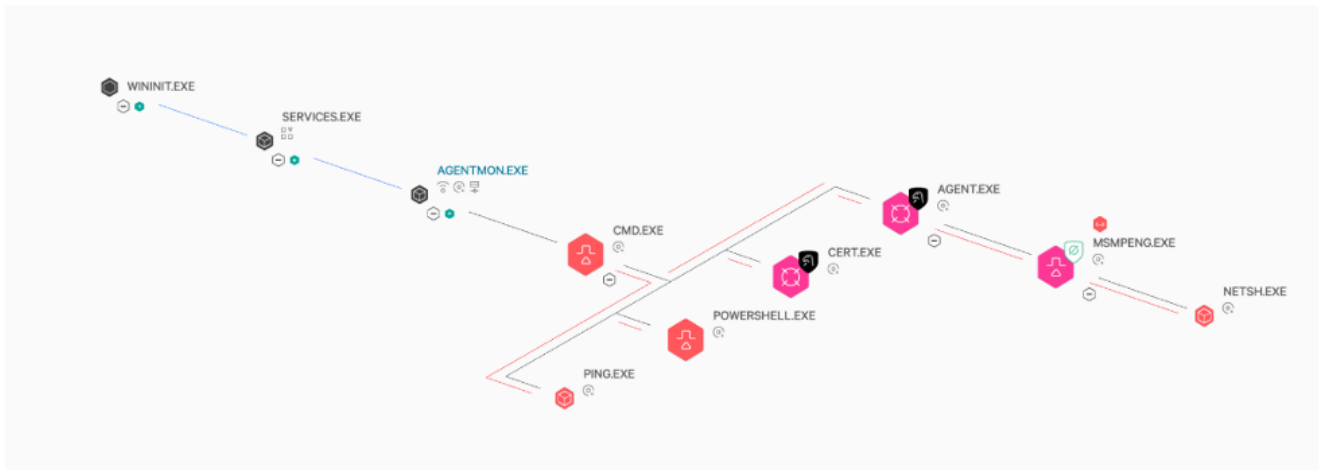 WININIT.EXE
SERVICES.EXE
AGENTMON.EXE
CMD.EXE
PING.EXE
POWERSHELL.EXE
CERT.EXE
AGENT.EXE
MSMPENG.EXE
NETSH.EXE